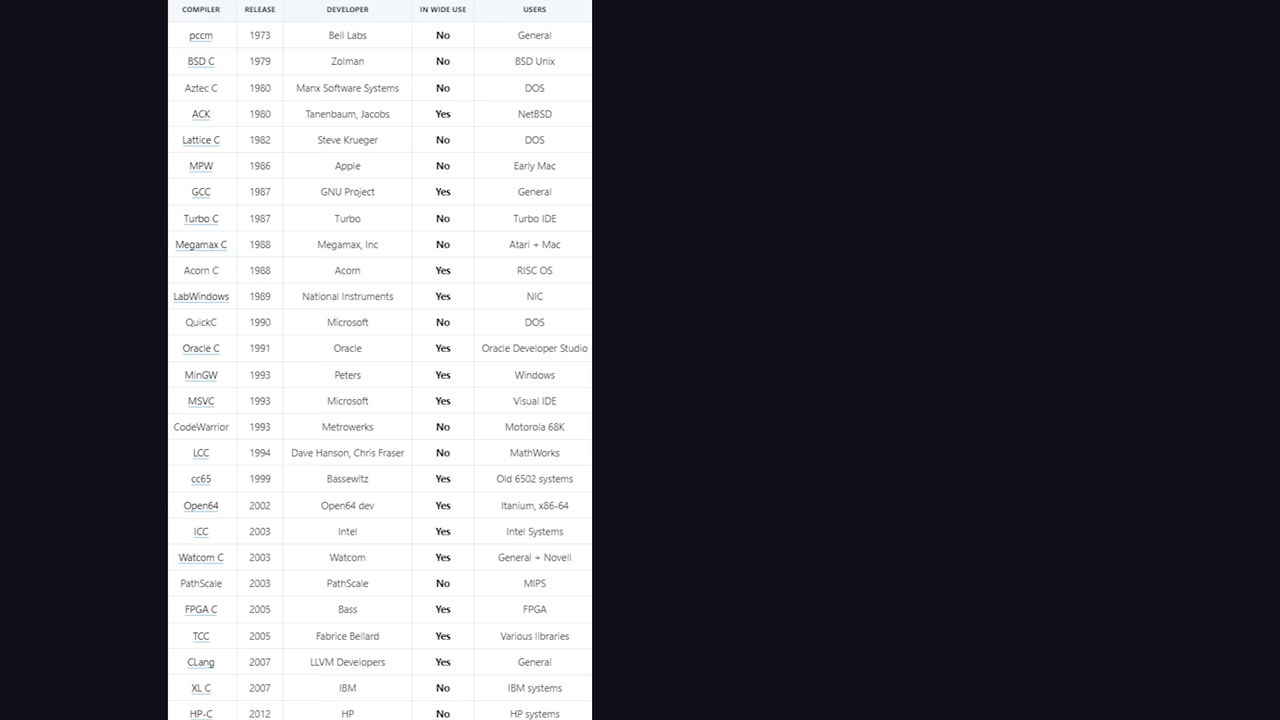 COMPILER RELEASE DEVELOPER IN WIDE USE USERS
pccm 1973 Bell Labs No General
BSD C 1979 Zolman No BSD Unix
Aztec C 1980 Manx Software Systems No DOS
ACK 1980 Tanenbaum, Jacobs Yes NetBSD
Lattice C 1982 Steve Krueger No DOS
MPW 1986 Apple No Early Mac
GCC 1987 GNU Project Yes General
Turbo C 1987 Turbo No Turbo IDE
Megamax C 1988 Megamax, Inc No Atari + Mac
Acorn C 1988 Acorn Yes RISC OS
LabWindows 1989 National Instruments Yes NIC
QuickC 1990 Microsoft No DOS
Oracle C 1991 Oracle Yes Oracle Developer Studio
MinGW 1993 Peters Yes Windows
MSVC 1993 Microsoft Yes Visual IDE
CodeWarrior 1993 Metrowerks No Motorola 68K
LCC 1994 Dave Hanson, Chris Fraser No MathWorks
cc65 1999 Bassewitz Yes Old 6502 systems
Open64 2002 Open64 dev Yes Itanium, x86-64
ICC 2003 Intel Yes Intel Systems
Watcom C 2003 Watcom Yes General + Novell
PathScale 2003 PathScale No MIPS
FPGA C 2005 Bass Yes FPGA
TCC 2005 Fabrice Bellard Yes Various libraries
CLang 2007 LLVM Developers Yes General
XL C 2007 IBM No IBM systems
HP-C 2012 HP No HP systems